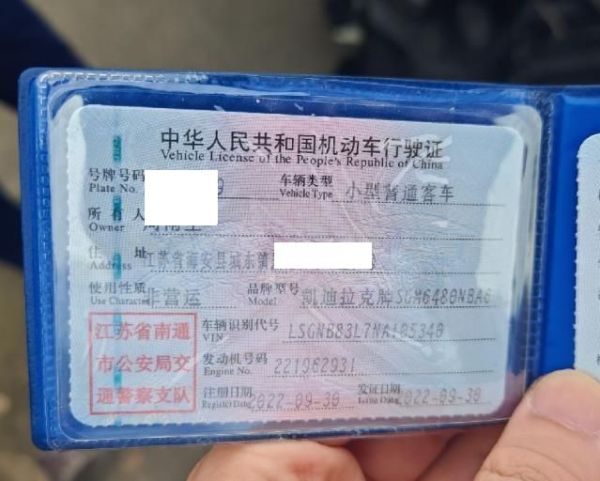 中华人民共和国机动车行驶证
Vehicle License of the People's Republic of China
号牌号码 9 车辆类型 小型普通客车
Plate No. Vehicle Type
所有人
Owner
住址 江苏省海安县城东镇
Address
使用性质 非营运 品牌型号 凯迪拉克牌SGM6480NBA6
Use Character Model
车辆识别代号 LSGNB83L7NA105340
VIN
发动机号码 221962931
Engine No.
注册日期 2022-09-30 发证日期 2022-09-30
Register Date Issue Date
江苏省南通
市公安局交
通警察支队